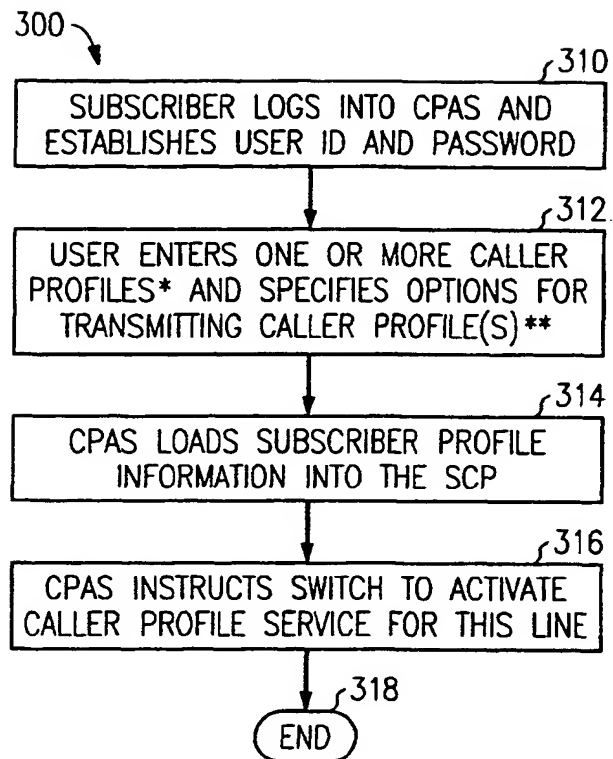 300
310
SUBSCRIBER LOGS INTO CPAS AND
ESTABLISHES USER ID AND PASSWORD
312
USER ENTERS ONE OR MORE CALLER
PROFILES* AND SPECIFIES OPTIONS FOR
TRANSMITTING CALLER PROFILE(S)**
314
CPAS LOADS SUBSCRIBER PROFILE
INFORMATION INTO THE SCP
316
CPAS INSTRUCTS SWITCH TO ACTIVATE
CALLER PROFILE SERVICE FOR THIS LINE
318
END